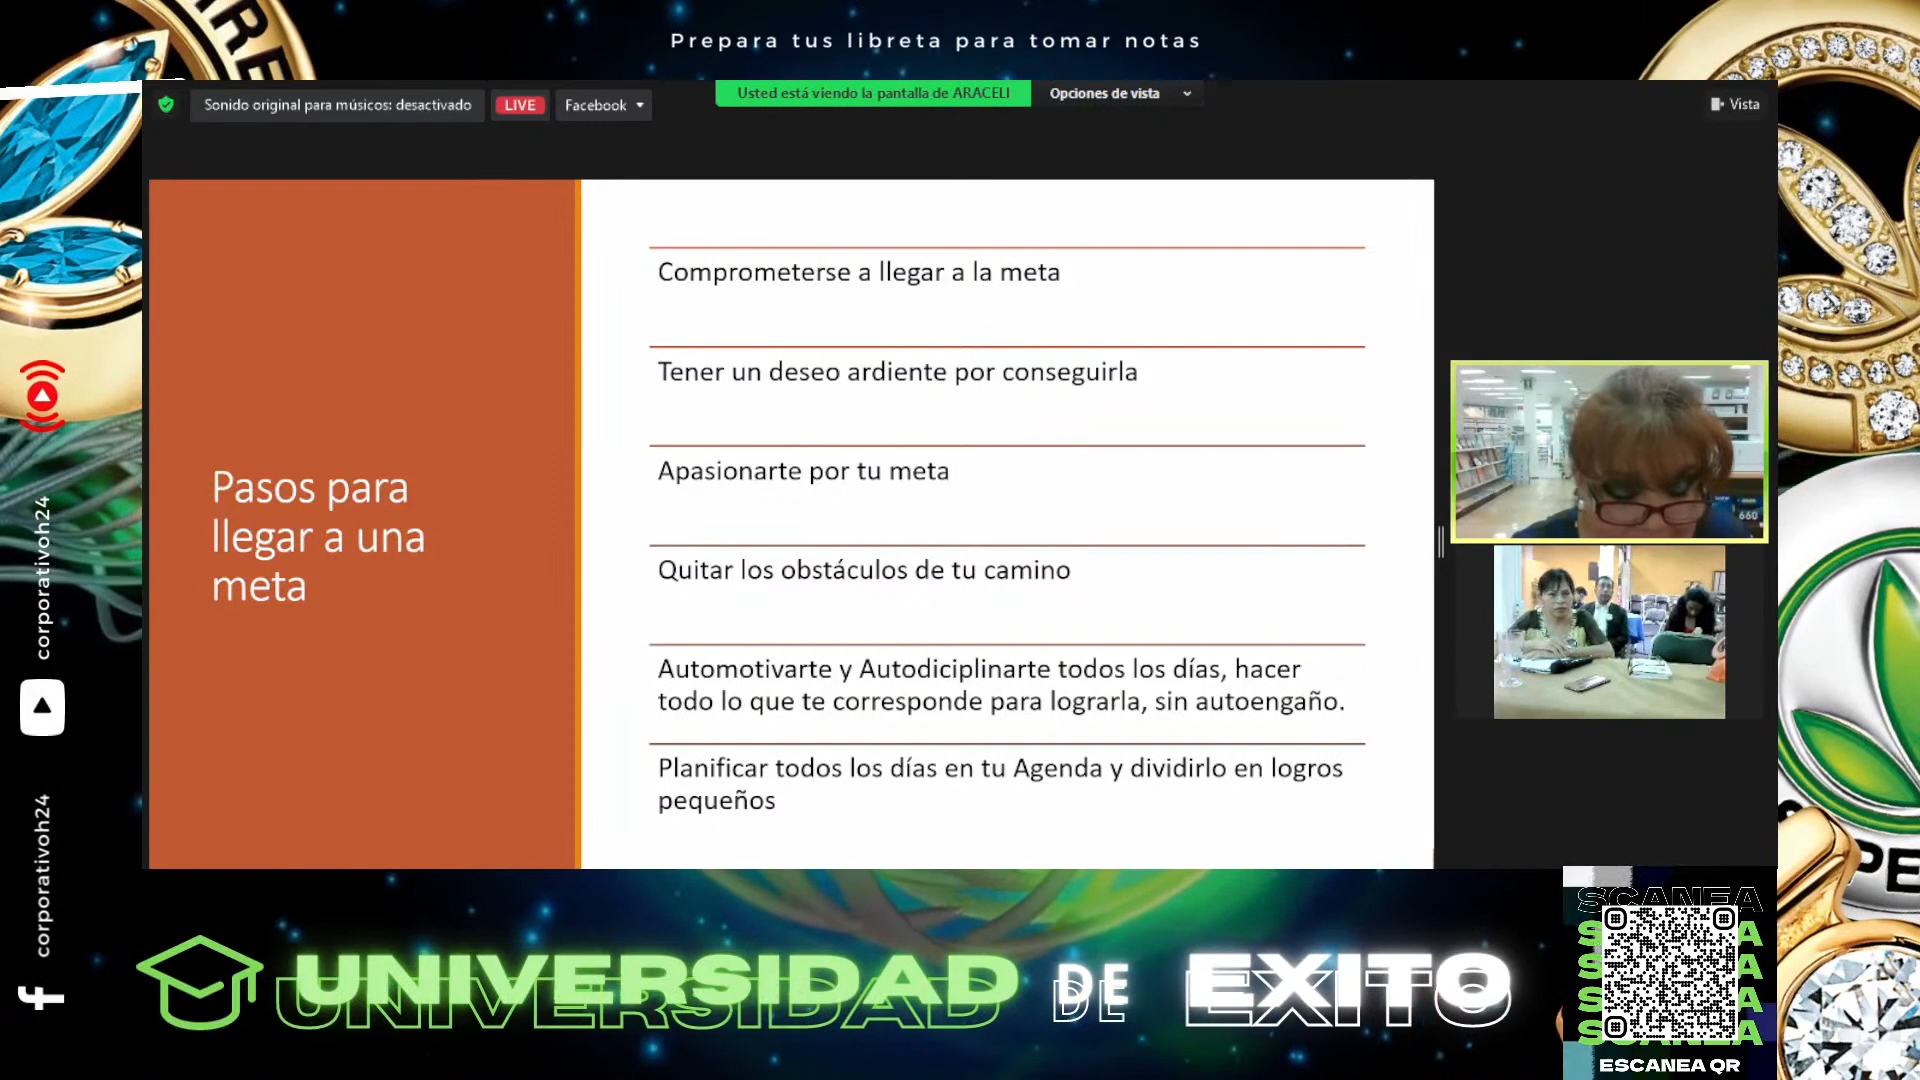 Prepara tus libreta para tomar notas
Sonido original para músicos: desactivado
LIVE
Facebook
Usted está viendo la pantalla de ARACELI
Opciones de vista
Vista
Pasos para
llegar a una
meta
Comprometerse a llegar a la meta
Tener un deseo ardiente por conseguirla
Apasionarte por tu meta
Quitar los obstáculos de tu camino
Automotivarte y Autodiciplinarte todos los días, hacer
todo lo que te corresponde para lograrla, sin autoengaño.
Planificar todos los días en tu Agenda y dividirlo en logros
pequeños
660
corporativoh24
corporativoh24
UNIVERSIDAD DE EXITO
SCANEA
ESCANEA QR